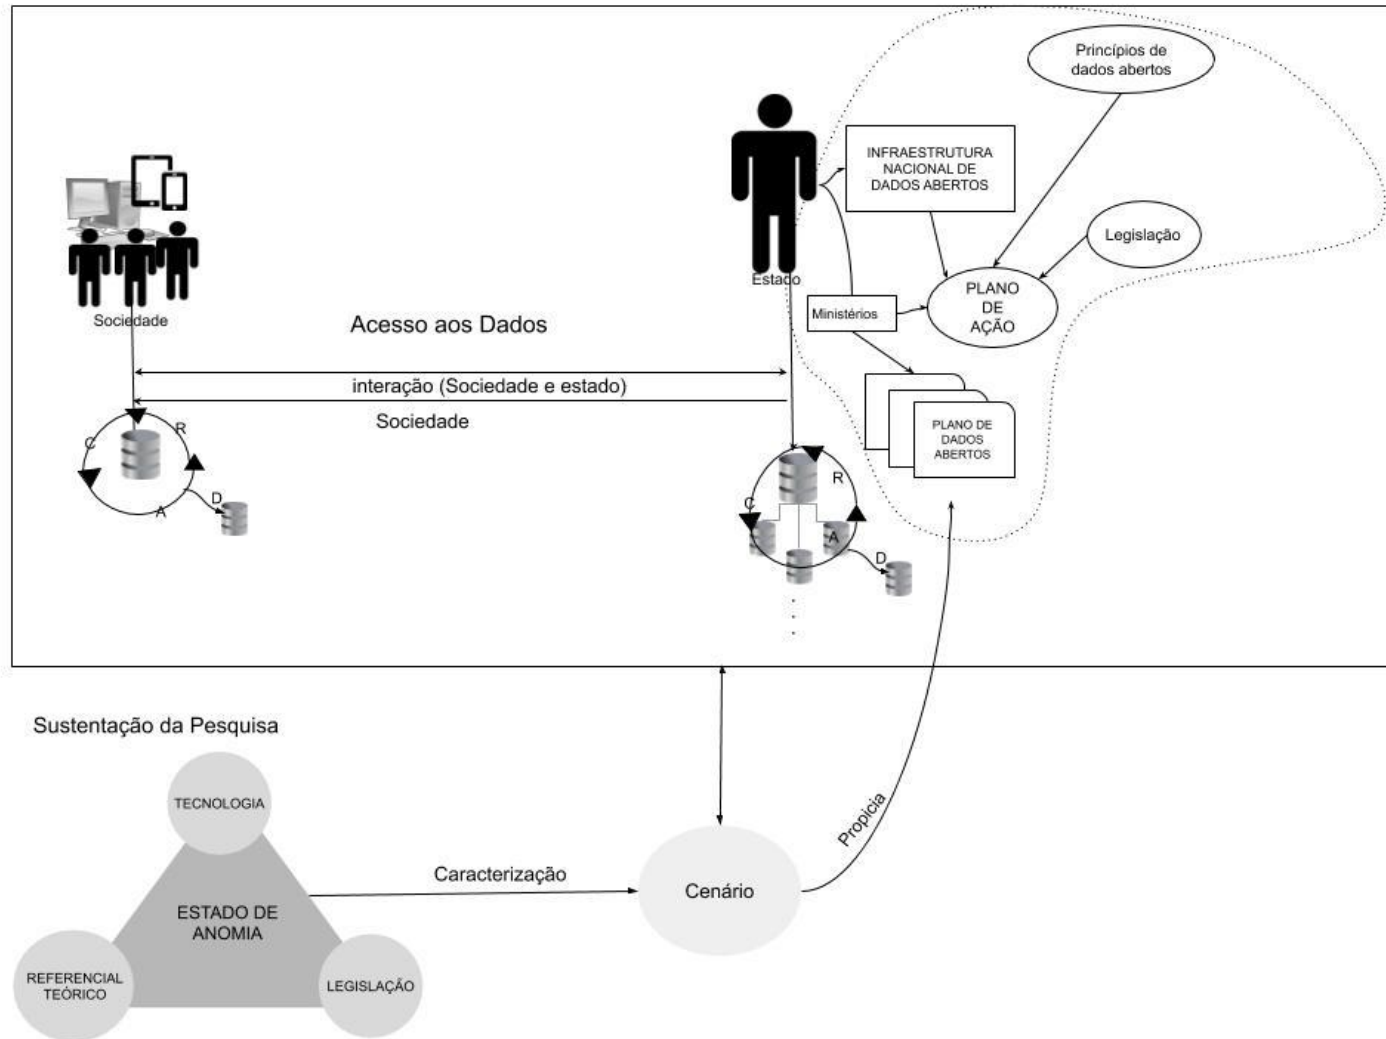 Princípios de
dados abertos
INFRAESTRUTURA
NACIONAL DE
DADOS ABERTOS
Legislação
Estado
PLANO
DE
AÇÃO
Ministérios
Sociedade
Acesso aos Dados
interação (Sociedade e estado)
Sociedade
PLANO DE
DADOS
ABERTOS
C
R
A
D
C
R
A
D
Sustentação da Pesquisa
TECNOLOGIA
ESTADO DE
ANOMIA
REFERENCIAL
TEÓRICO
LEGISLAÇÃO
Caracterização
Cenário
Propicia